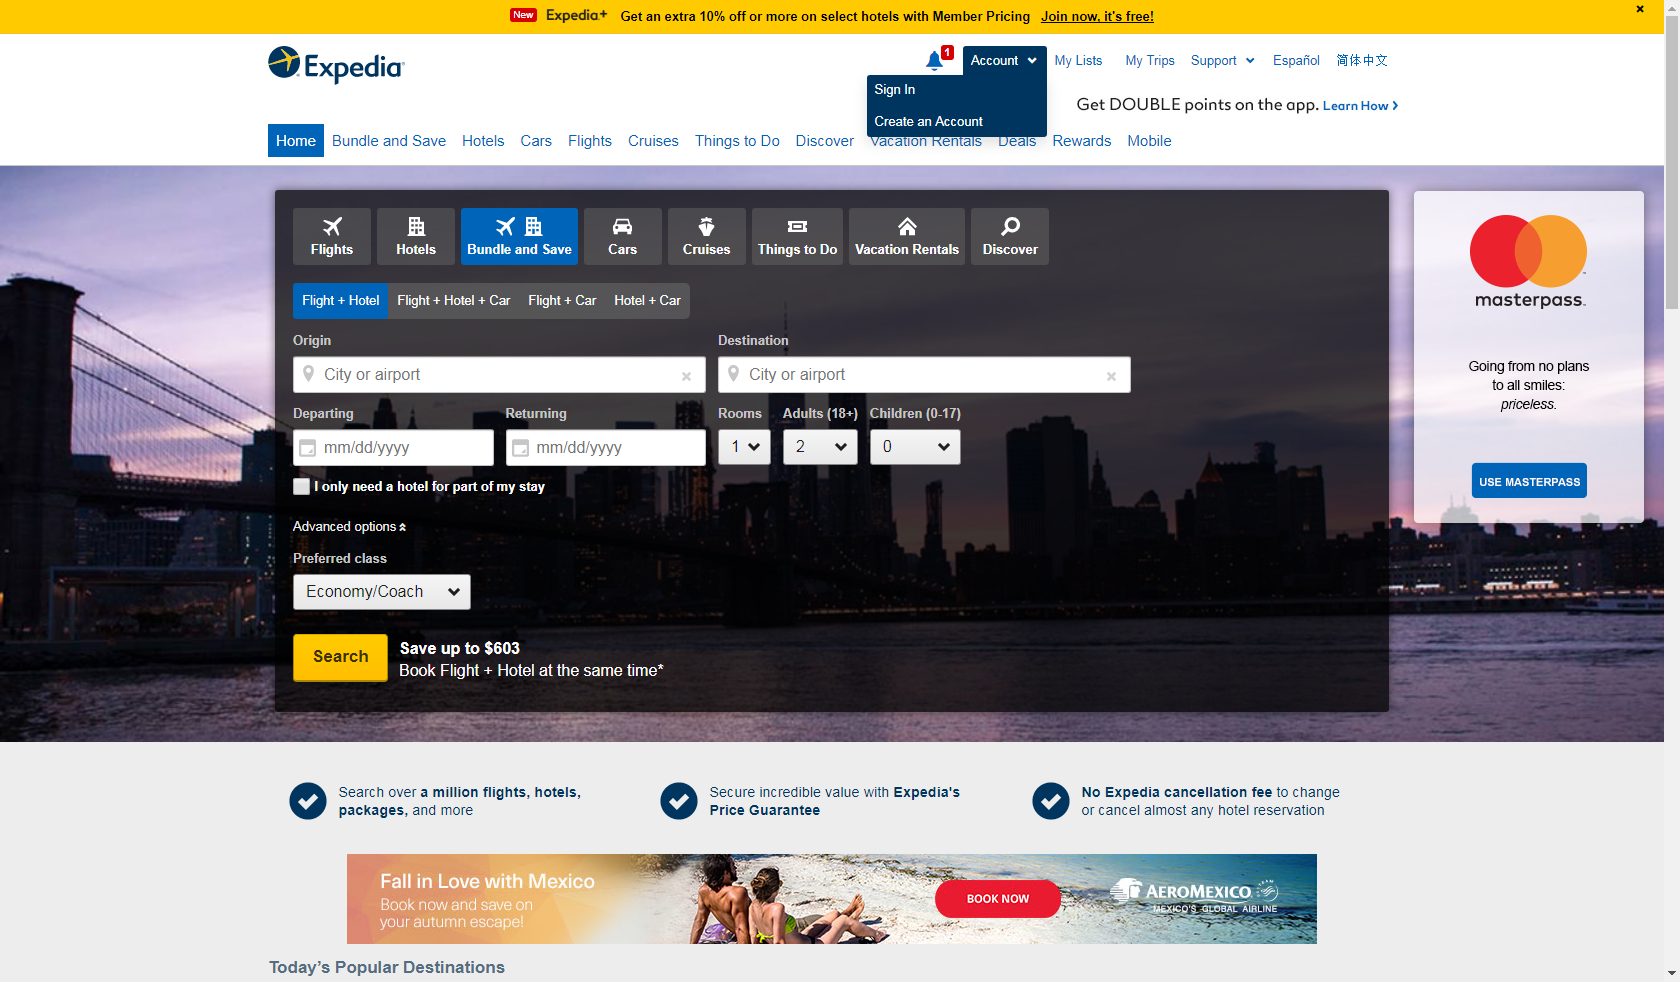 New Expedia+ Get an extra 10% off or more on select hotels with Member Pricing Join now, it's free!
Expedia
1
Account
My Lists
My Trips
Support
Español
简体中文
Sign In
Create an Account
Get DOUBLE points on the app. Learn How
Home
Bundle and Save
Hotels
Cars
Flights
Cruises
Things to Do
Discover
Vacation Rentals
Deals
Rewards
Mobile
Flights
Hotels
Bundle and Save
Cars
Cruises
Things to Do
Vacation Rentals
Discover
Flight + Hotel
Flight + Hotel + Car
Flight + Car
Hotel + Car
Origin
Destination
City or airport
City or airport
Departing
Returning
Rooms
Adults (18+)
Children (0-17)
mm/dd/yyyy
mm/dd/yyyy
1
2
0
I only need a hotel for part of my stay
Advanced options
Preferred class
Economy/Coach
Search
Save up to $603
Book Flight + Hotel at the same time*
masterpass
Going from no plans
to all smiles:
priceless.
USE MASTERPASS
Search over a million flights, hotels,
packages, and more
Secure incredible value with Expedia's
Price Guarantee
No Expedia cancellation fee to change
or cancel almost any hotel reservation
Fall in Love with Mexico
Book now and save on
your autumn escape!
BOOK NOW
AEROMEXICO
MEXICO'S GLOBAL AIRLINE
Today's Popular Destinations